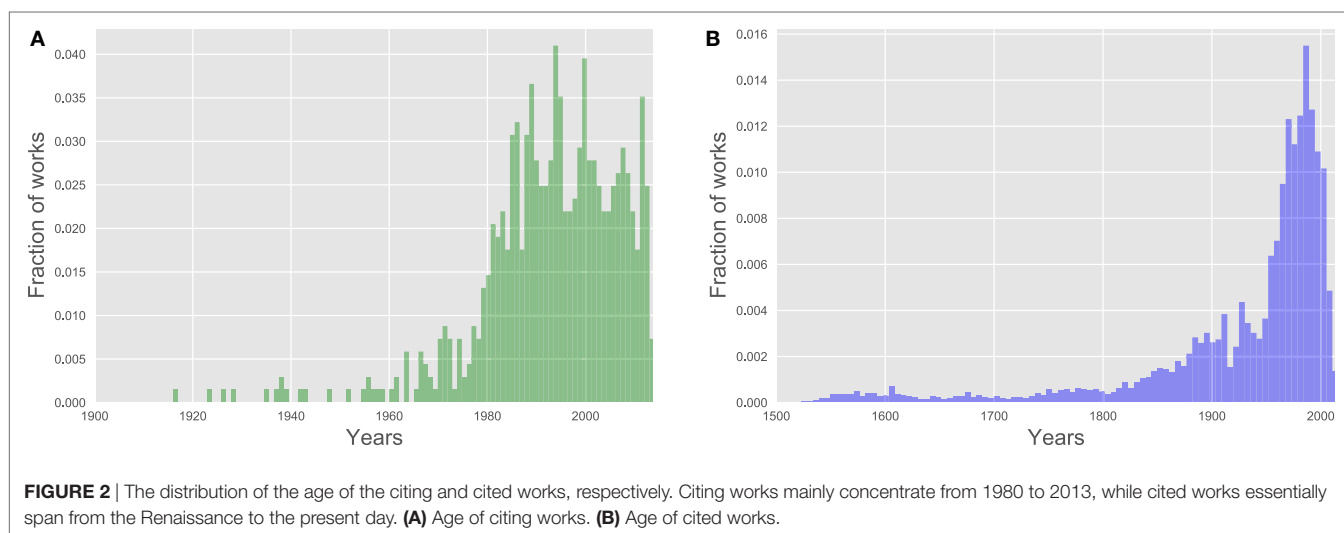 A
0.040
0.035
0.030
0.025
0.020
0.015
0.010
0.005
0.000
Fraction of works
1900 1920 1940 1960 1980 2000
Years
B
0.016
0.014
0.012
0.010
0.008
0.006
0.004
0.002
0.000
Fraction of works
1500 1600 1700 1800 1900 2000
Years
FIGURE 2 | The distribution of the age of the citing and cited works, respectively. Citing works mainly concentrate from 1980 to 2013, while cited works essentially
span from the Renaissance to the present day. (A) Age of citing works. (B) Age of cited works.